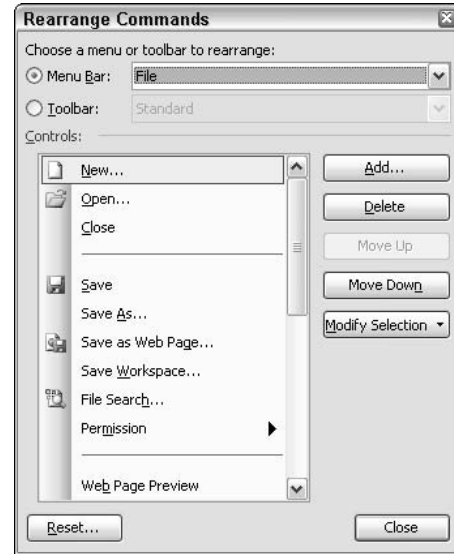 Rearrange Commands
Choose a menu or toolbar to rearrange:
Menu Bar: File
Toolbar: Standard
Controls:
New...
Open...
Close
Save
Save As...
Save as Web Page...
Save Workspace...
File Search...
Permission
Web Page Preview
Add...
Delete
Move Up
Move Down
Modify Selection
Reset...
Close